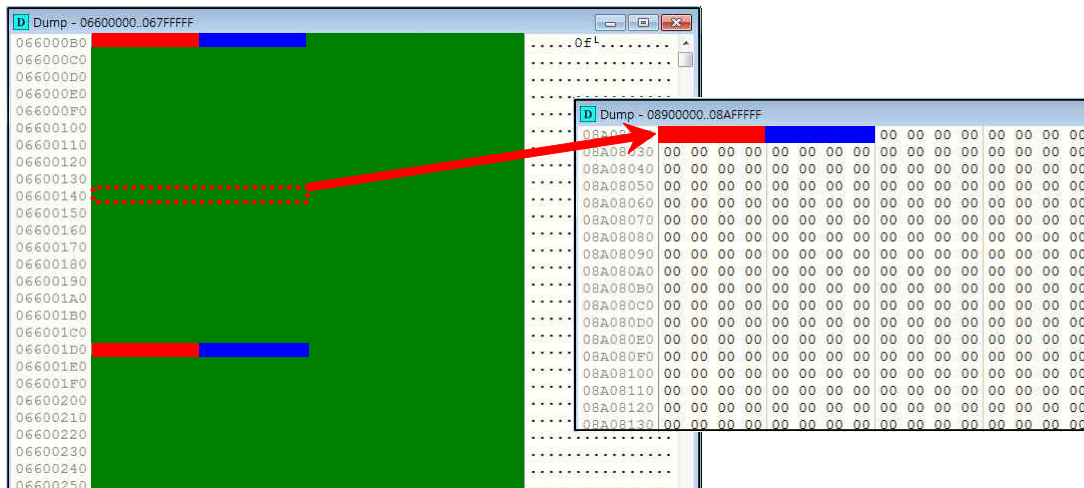 D Dump - 06600000..067FFFFF
066000B0 .....0f└........
066000C0 ................
066000D0 ................
066000E0 ................
066000F0
06600100
06600110
06600120
06600130
06600140
06600150
06600160
06600170
06600180
06600190
066001A0
066001B0
066001C0
066001D0
066001E0
066001F0
06600200
06600210
06600220 ................
06600230 ................
06600240 ................
06600250
D Dump - 08900000..08AFFFFF
00 00 00 00 00 00 00 00
08A08030 00 00 00 00 00 00 00 00 00 00 00 00 00 00 00 00
08A08040 00 00 00 00 00 00 00 00 00 00 00 00 00 00 00 00
08A08050 00 00 00 00 00 00 00 00 00 00 00 00 00 00 00 00
08A08060 00 00 00 00 00 00 00 00 00 00 00 00 00 00 00 00
08A08070 00 00 00 00 00 00 00 00 00 00 00 00 00 00 00 00
08A08080 00 00 00 00 00 00 00 00 00 00 00 00 00 00 00 00
08A08090 00 00 00 00 00 00 00 00 00 00 00 00 00 00 00 00
08A080A0 00 00 00 00 00 00 00 00 00 00 00 00 00 00 00 00
08A080B0 00 00 00 00 00 00 00 00 00 00 00 00 00 00 00 00
08A080C0 00 00 00 00 00 00 00 00 00 00 00 00 00 00 00 00
08A080D0 00 00 00 00 00 00 00 00 00 00 00 00 00 00 00 00
08A080E0 00 00 00 00 00 00 00 00 00 00 00 00 00 00 00 00
08A080F0 00 00 00 00 00 00 00 00 00 00 00 00 00 00 00 00
08A08100 00 00 00 00 00 00 00 00 00 00 00 00 00 00 00 00
08A08110 00 00 00 00 00 00 00 00 00 00 00 00 00 00 00 00
08A08120 00 00 00 00 00 00 00 00 00 00 00 00 00 00 00 00
08A08130 00 00 00 00 00 00 00 00 00 00 00 00 00 00 00 00